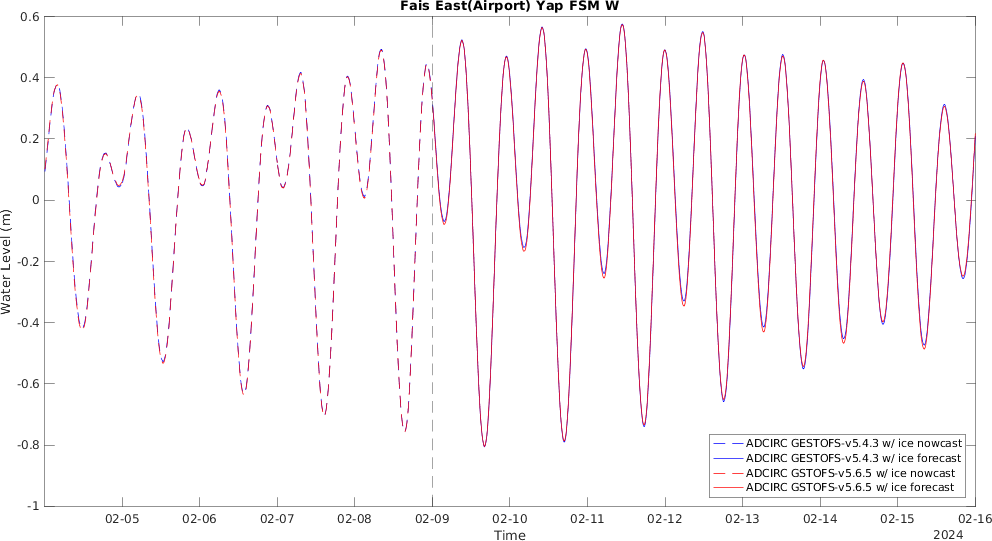 Fais East(Airport) Yap FSM W
0.6
0.4
0.2
0
-0.2
-0.4
-0.6
-0.8
-1
Water Level (m)
ADCIRC GESTOFS-v5.4.3 w/ ice nowcast
ADCIRC GESTOFS-v5.4.3 w/ ice forecast
ADCIRC GSTOFS-v5.6.5 w/ ice nowcast
ADCIRC GSTOFS-v5.6.5 w/ ice forecast
02-05 02-06 02-07 02-08 02-09 02-10 02-11 02-12 02-13 02-14 02-15 02-16
Time
2024